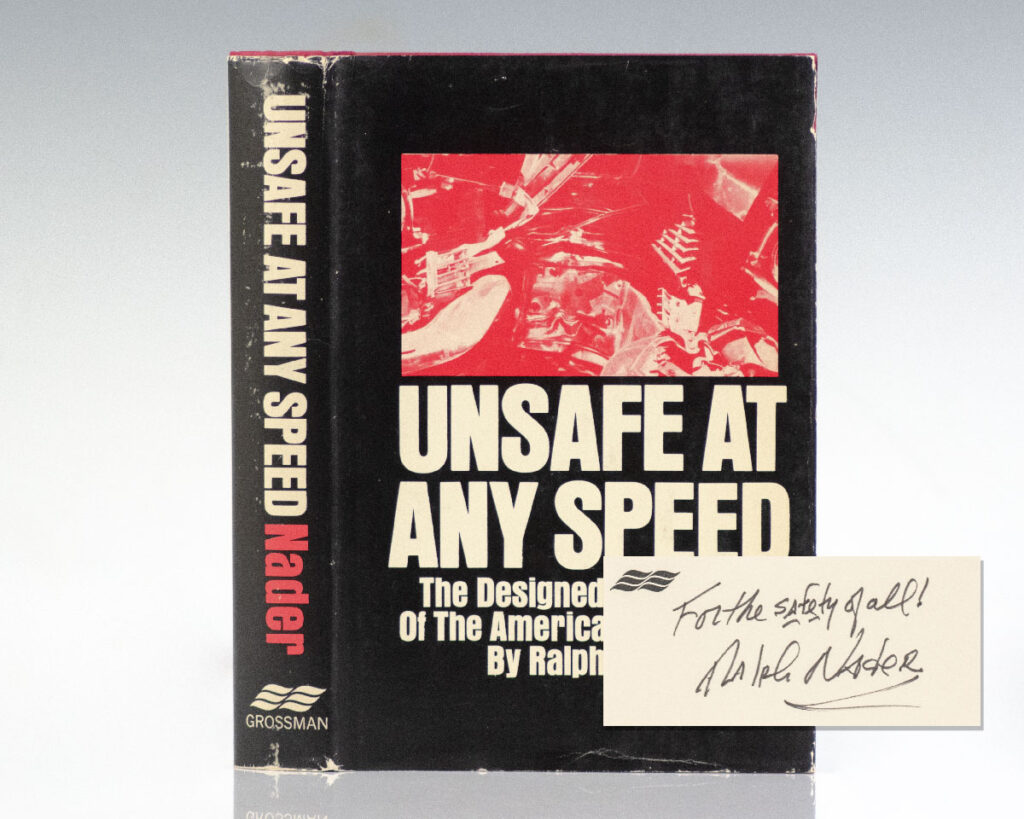 UNSAFE AT ANY SPEED Nader
GROSSMAN
UNSAFE AT
ANY SPEED
The Designed
Of The America
By Ralph
For the safety of all!
Ralph Nader
GROSSMAN